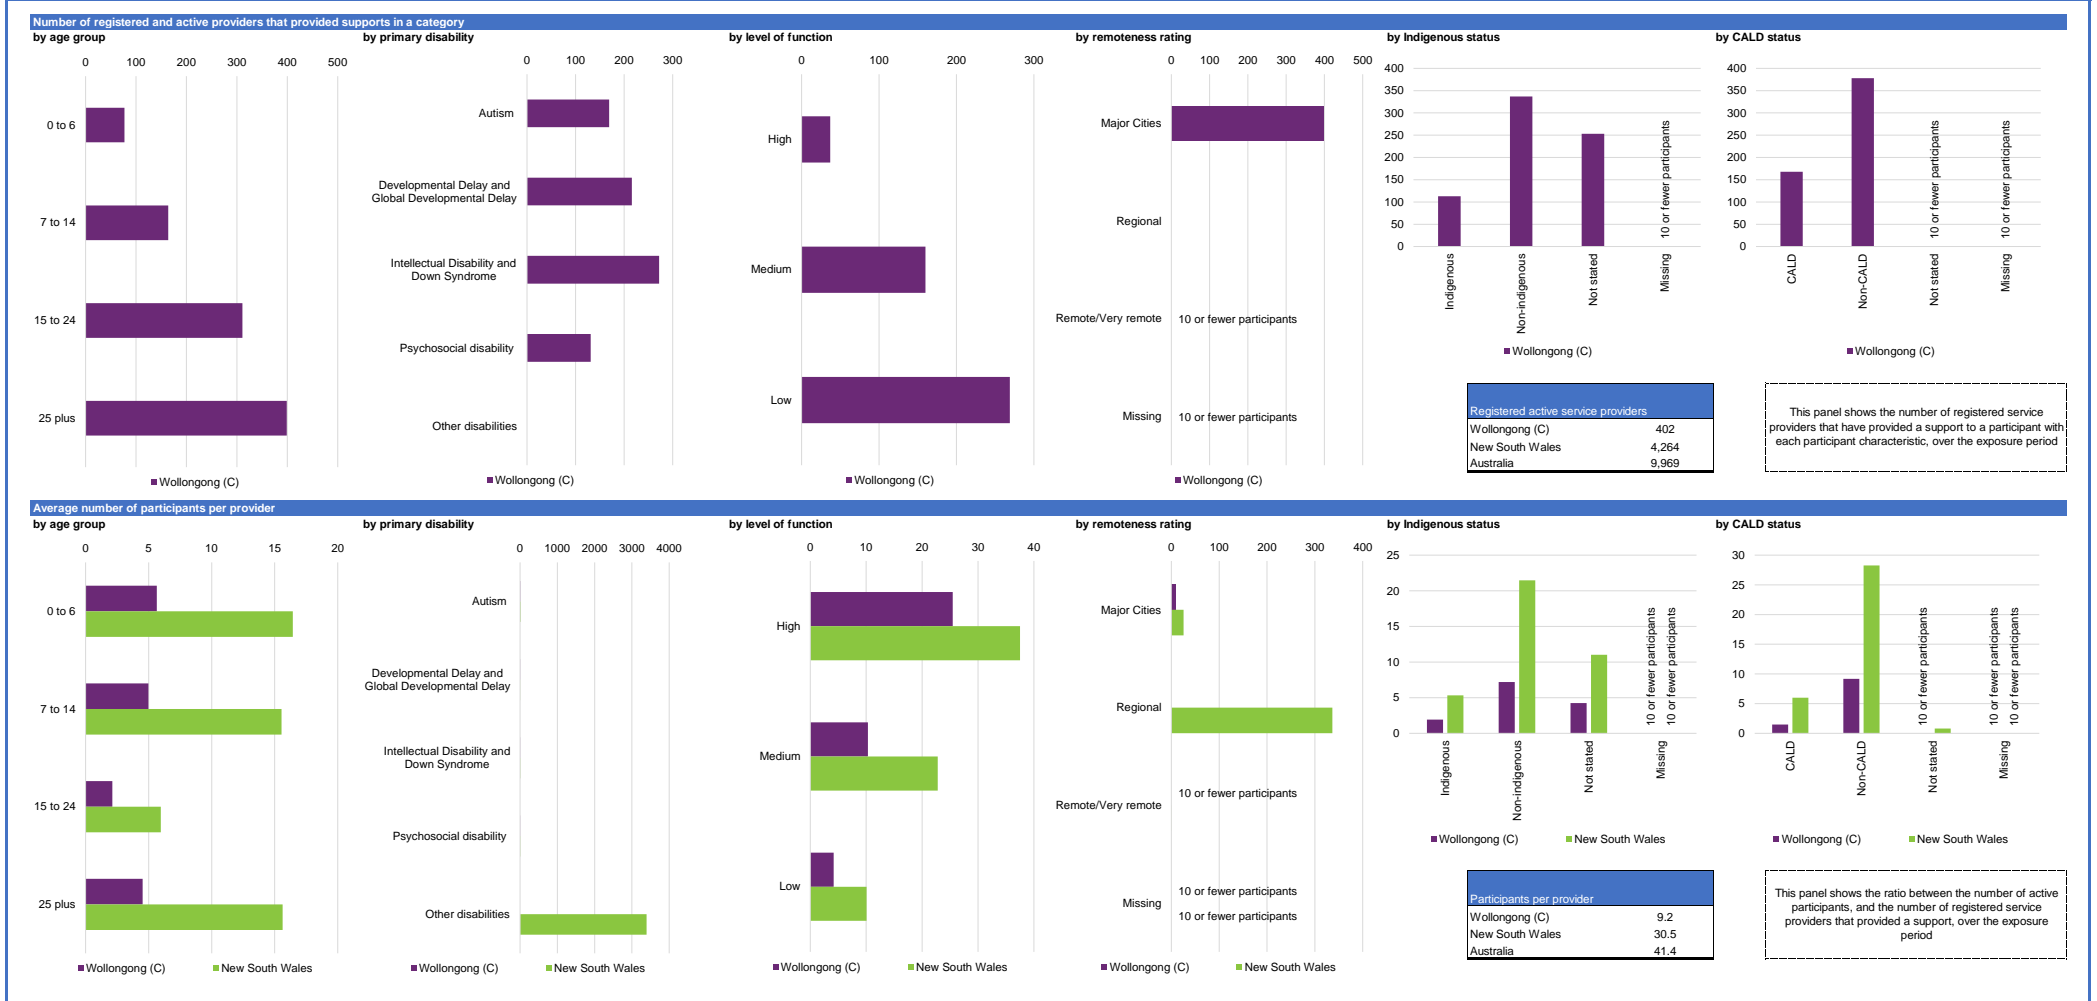 Number of registered and active providers that provided supports in a category
by age group
0 100 200 300 400 500
0 to 6
7 to 14
15 to 24
25 plus
Wollongong (C)
by primary disability
0 100 200 300
Autism
Developmental Delay and
Global Developmental Delay
Intellectual Disability and
Down Syndrome
Psychosocial disability
Other disabilities
Wollongong (C)
by level of function
0 100 200 300
High
Medium
Low
Wollongong (C)
by remoteness rating
0 100 200 300 400 500
Major Cities
Regional
Remote/Very remote 10 or fewer participants
Missing 10 or fewer participants
Wollongong (C)
by Indigenous status
400
350
300
250
200
150
100
50
0
10 or fewer participants
Indigenous
Non-indigenous
Not stated
Missing
Wollongong (C)
by CALD status
400
350
300
250
200
150
100
50
0
10 or fewer participants
10 or fewer participants
CALD
Non-CALD
Not stated
Missing
Wollongong (C)
Registered active service providers
Wollongong (C) 402
New South Wales 4,264
Australia 9,969
This panel shows the number of registered service
providers that have provided a support to a participant with
each participant characteristic, over the exposure period
Average number of participants per provider
by age group
0 5 10 15 20
0 to 6
7 to 14
15 to 24
25 plus
Wollongong (C) New South Wales
by primary disability
0 1000 2000 3000 4000
Autism
Developmental Delay and
Global Developmental Delay
Intellectual Disability and
Down Syndrome
Psychosocial disability
Other disabilities
Wollongong (C) New South Wales
by level of function
0 10 20 30 40
High
Medium
Low
Wollongong (C) New South Wales
by remoteness rating
0 100 200 300 400
Major Cities
Regional
10 or fewer participants
Remote/Very remote
10 or fewer participants
Missing
10 or fewer participants
Wollongong (C) New South Wales
by Indigenous status
25
20
15
10
5
0
10 or fewer participants
10 or fewer participants
Indigenous
Non-indigenous
Not stated
Missing
Wollongong (C) New South Wales
by CALD status
30
25
20
15
10
5
0
10 or fewer participants
10 or fewer participants
10 or fewer participants
CALD
Non-CALD
Not stated
Missing
Wollongong (C) New South Wales
Participants per provider
Wollongong (C) 9.2
New South Wales 30.5
Australia 41.4
This panel shows the ratio between the number of active
participants, and the number of registered service
providers that provided a support, over the exposure
period